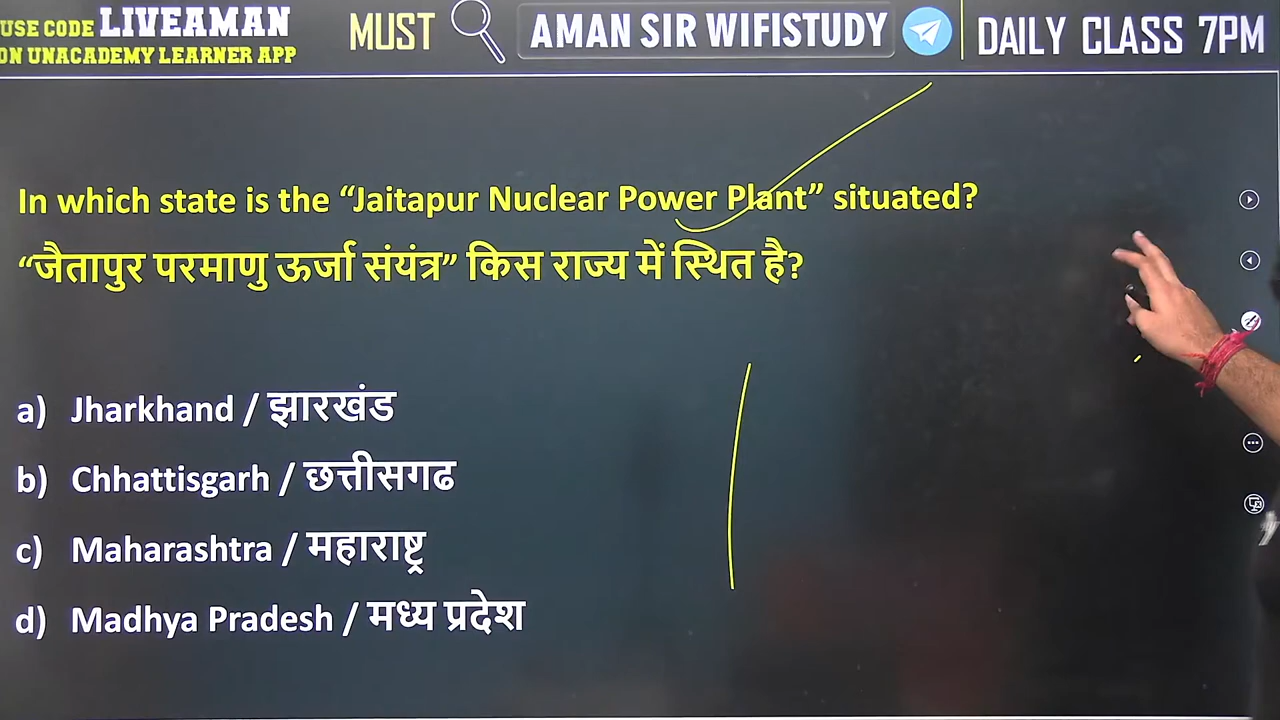 USE CODE LIVEAMAN
ON UNACADEMY LEARNER APP
MUST
AMAN SIR WIFISTUDY
DAILY CLASS 7PM
In which state is the “Jaitapur Nuclear Power Plant” situated?
“जैतापुर परमाणु ऊर्जा संयंत्र” किस राज्य में स्थित है?
a) Jharkhand / झारखंड
b) Chhattisgarh / छत्तीसगढ
c) Maharashtra / महाराष्ट्र
d) Madhya Pradesh / मध्य प्रदेश